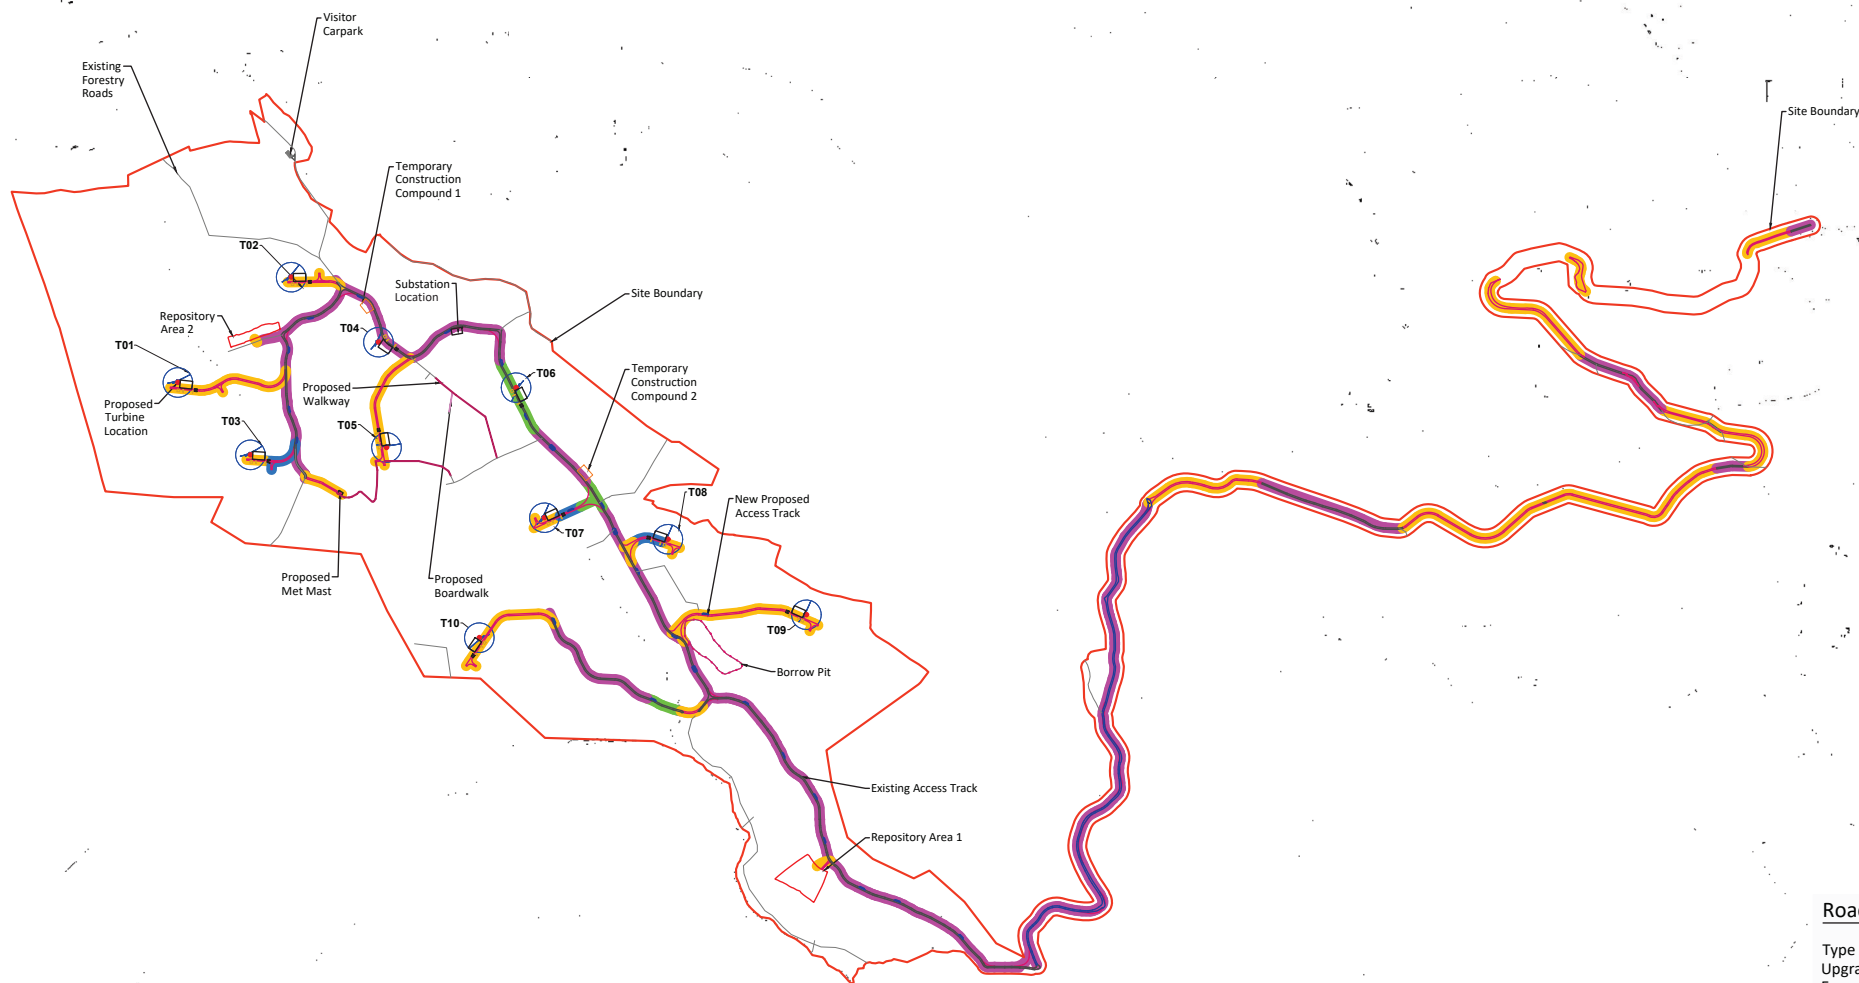 Visitor
Carpark
Existing
Forestry
Roads
Site Boundary
Temporary
Construction
Compound 1
T02
Substation
Location
Site Boundary
Repository
Area 2
T04
T01
Temporary
Construction
Compound 2
T06
Proposed
Walkway
Proposed
Turbine
Location
T03
T05
T08
New Proposed
Access Track
T07
Proposed
Met Mast
Proposed
Boardwalk
T10
T09
Borrow Pit
Existing Access Track
Repository Area 1
Road
Type
Upgra